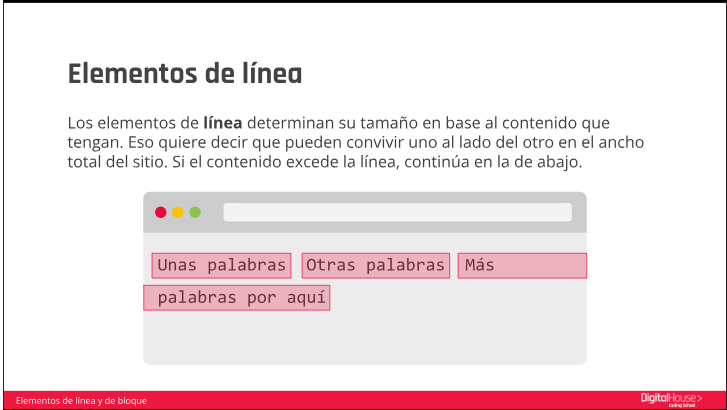 Elementos de línea
Los elementos de línea determinan su tamaño en base al contenido que
tengan. Eso quiere decir que pueden convivir uno al lado del otro en el ancho
total del sitio. Si el contenido excede la línea, continúa en la de abajo.
Unas palabras Otras palabras Más
palabras por aquí
Elementos de línea y de bloque
DigitalHouse>
Coding School